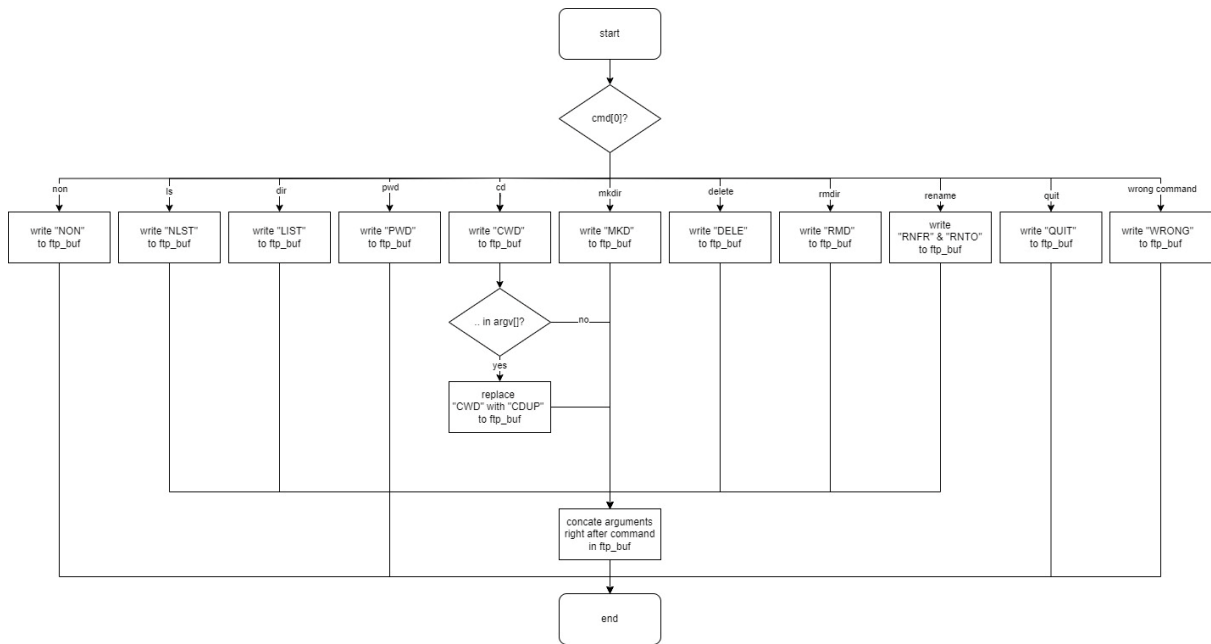 start
cmd[0]?
non
ls
dir
pwd
cd
mkdir
delete
rmdir
rename
quit
wrong command
write "NON"
to ftp_buf
write "NLST"
to ftp_buf
write "LIST"
to ftp_buf
write "PWD"
to ftp_buf
write "CWD"
to ftp_buf
write "MKD"
to ftp_buf
write "DELE"
to ftp_buf
write "RMD"
to ftp_buf
write
"RNFR" & "RNTO"
to ftp_buf
write "QUIT"
to ftp_buf
write "WRONG"
to ftp_buf
.. in argv[]?
no
yes
replace
"CWD" with "CDUP"
to ftp_buf
concate arguments
right after command
in ftp_buf
end